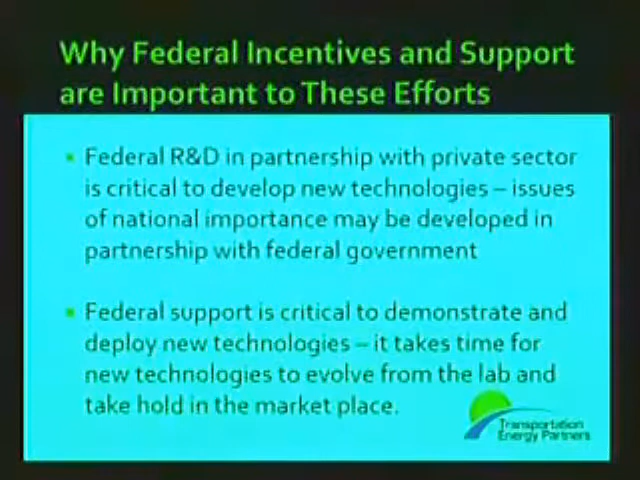 Why Federal Incentives and Support
are Important to These Efforts
Federal R&D in partnership with private sector
is critical to develop new technologies – issues
of national importance may be developed in
partnership with federal government
Federal support is critical to demonstrate and
deploy new technologies – it takes time for
new technologies to evolve from the lab and
take hold in the market place.
Transportation
Energy Partners